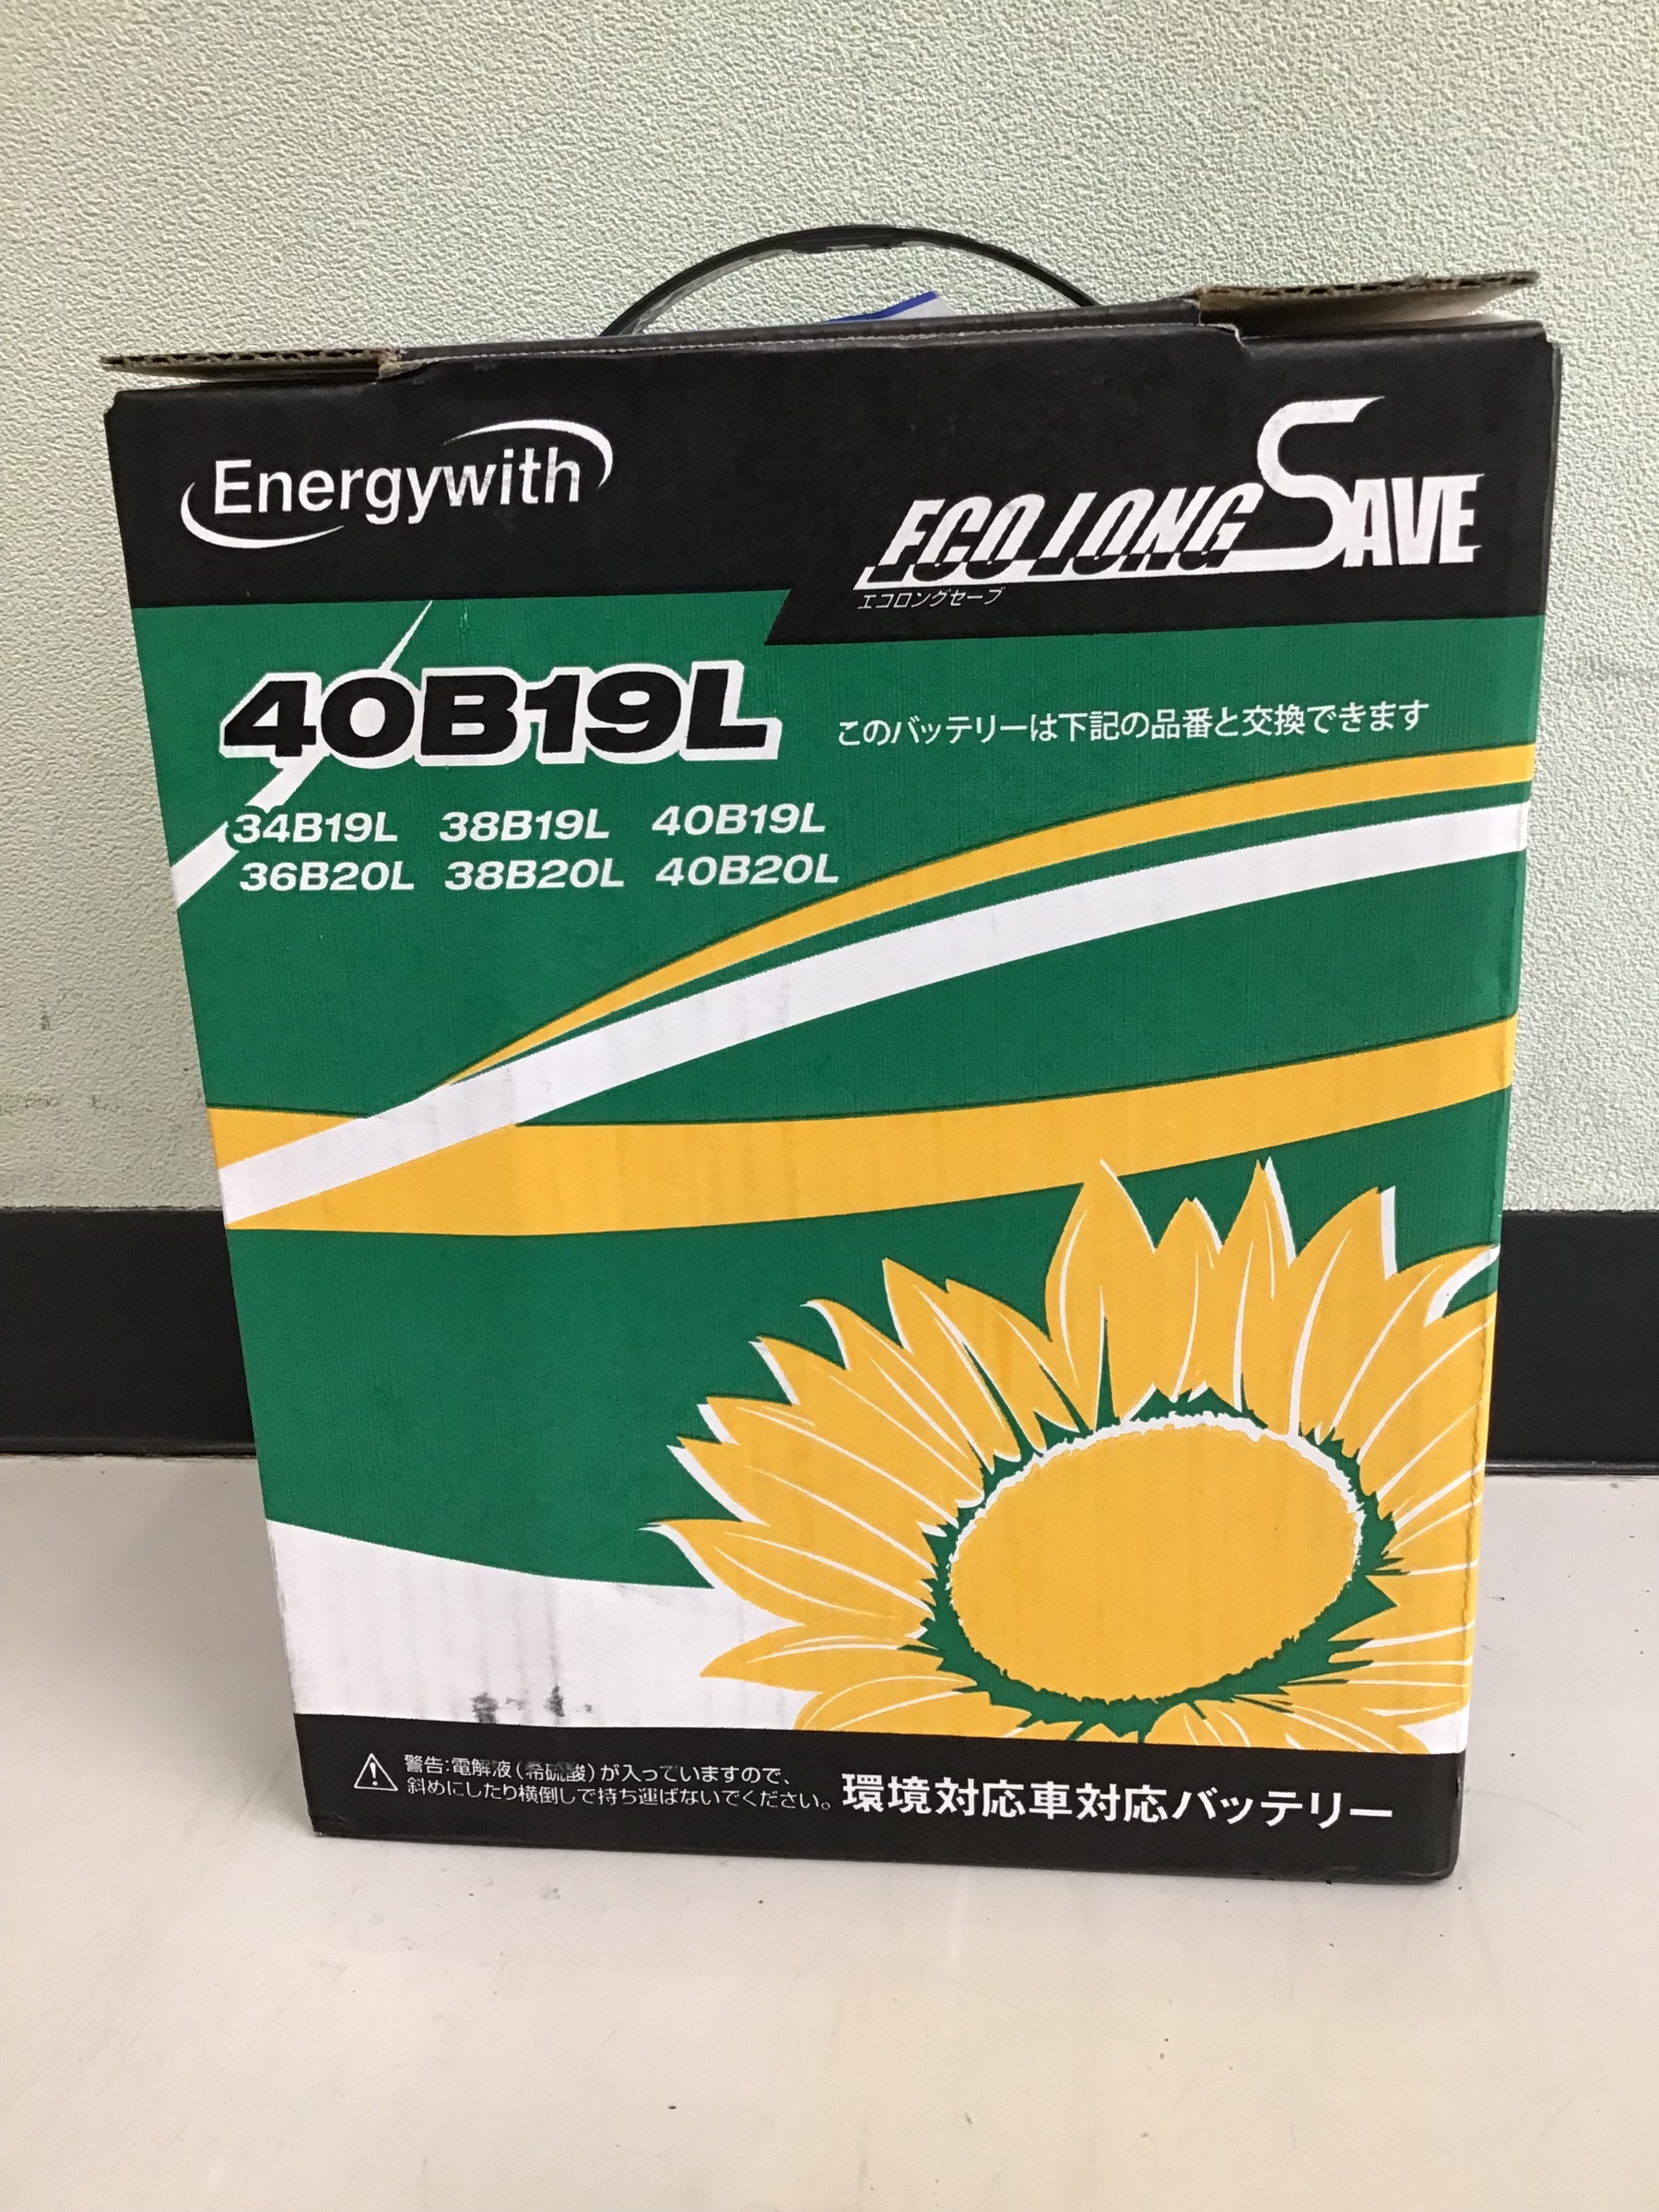 Energywith
ECO LONG SAVE
エコロングセーブ
40B19L
このバッテリーは下記の品番と交換できます
34B19L 38B19L 40B19L
36B20L 38B20L 40B20L
警告:電解液(希硫酸)が入っていますので、
斜めにしたり横倒しで持ち運ばないでください。
環境対応車対応バッテリー